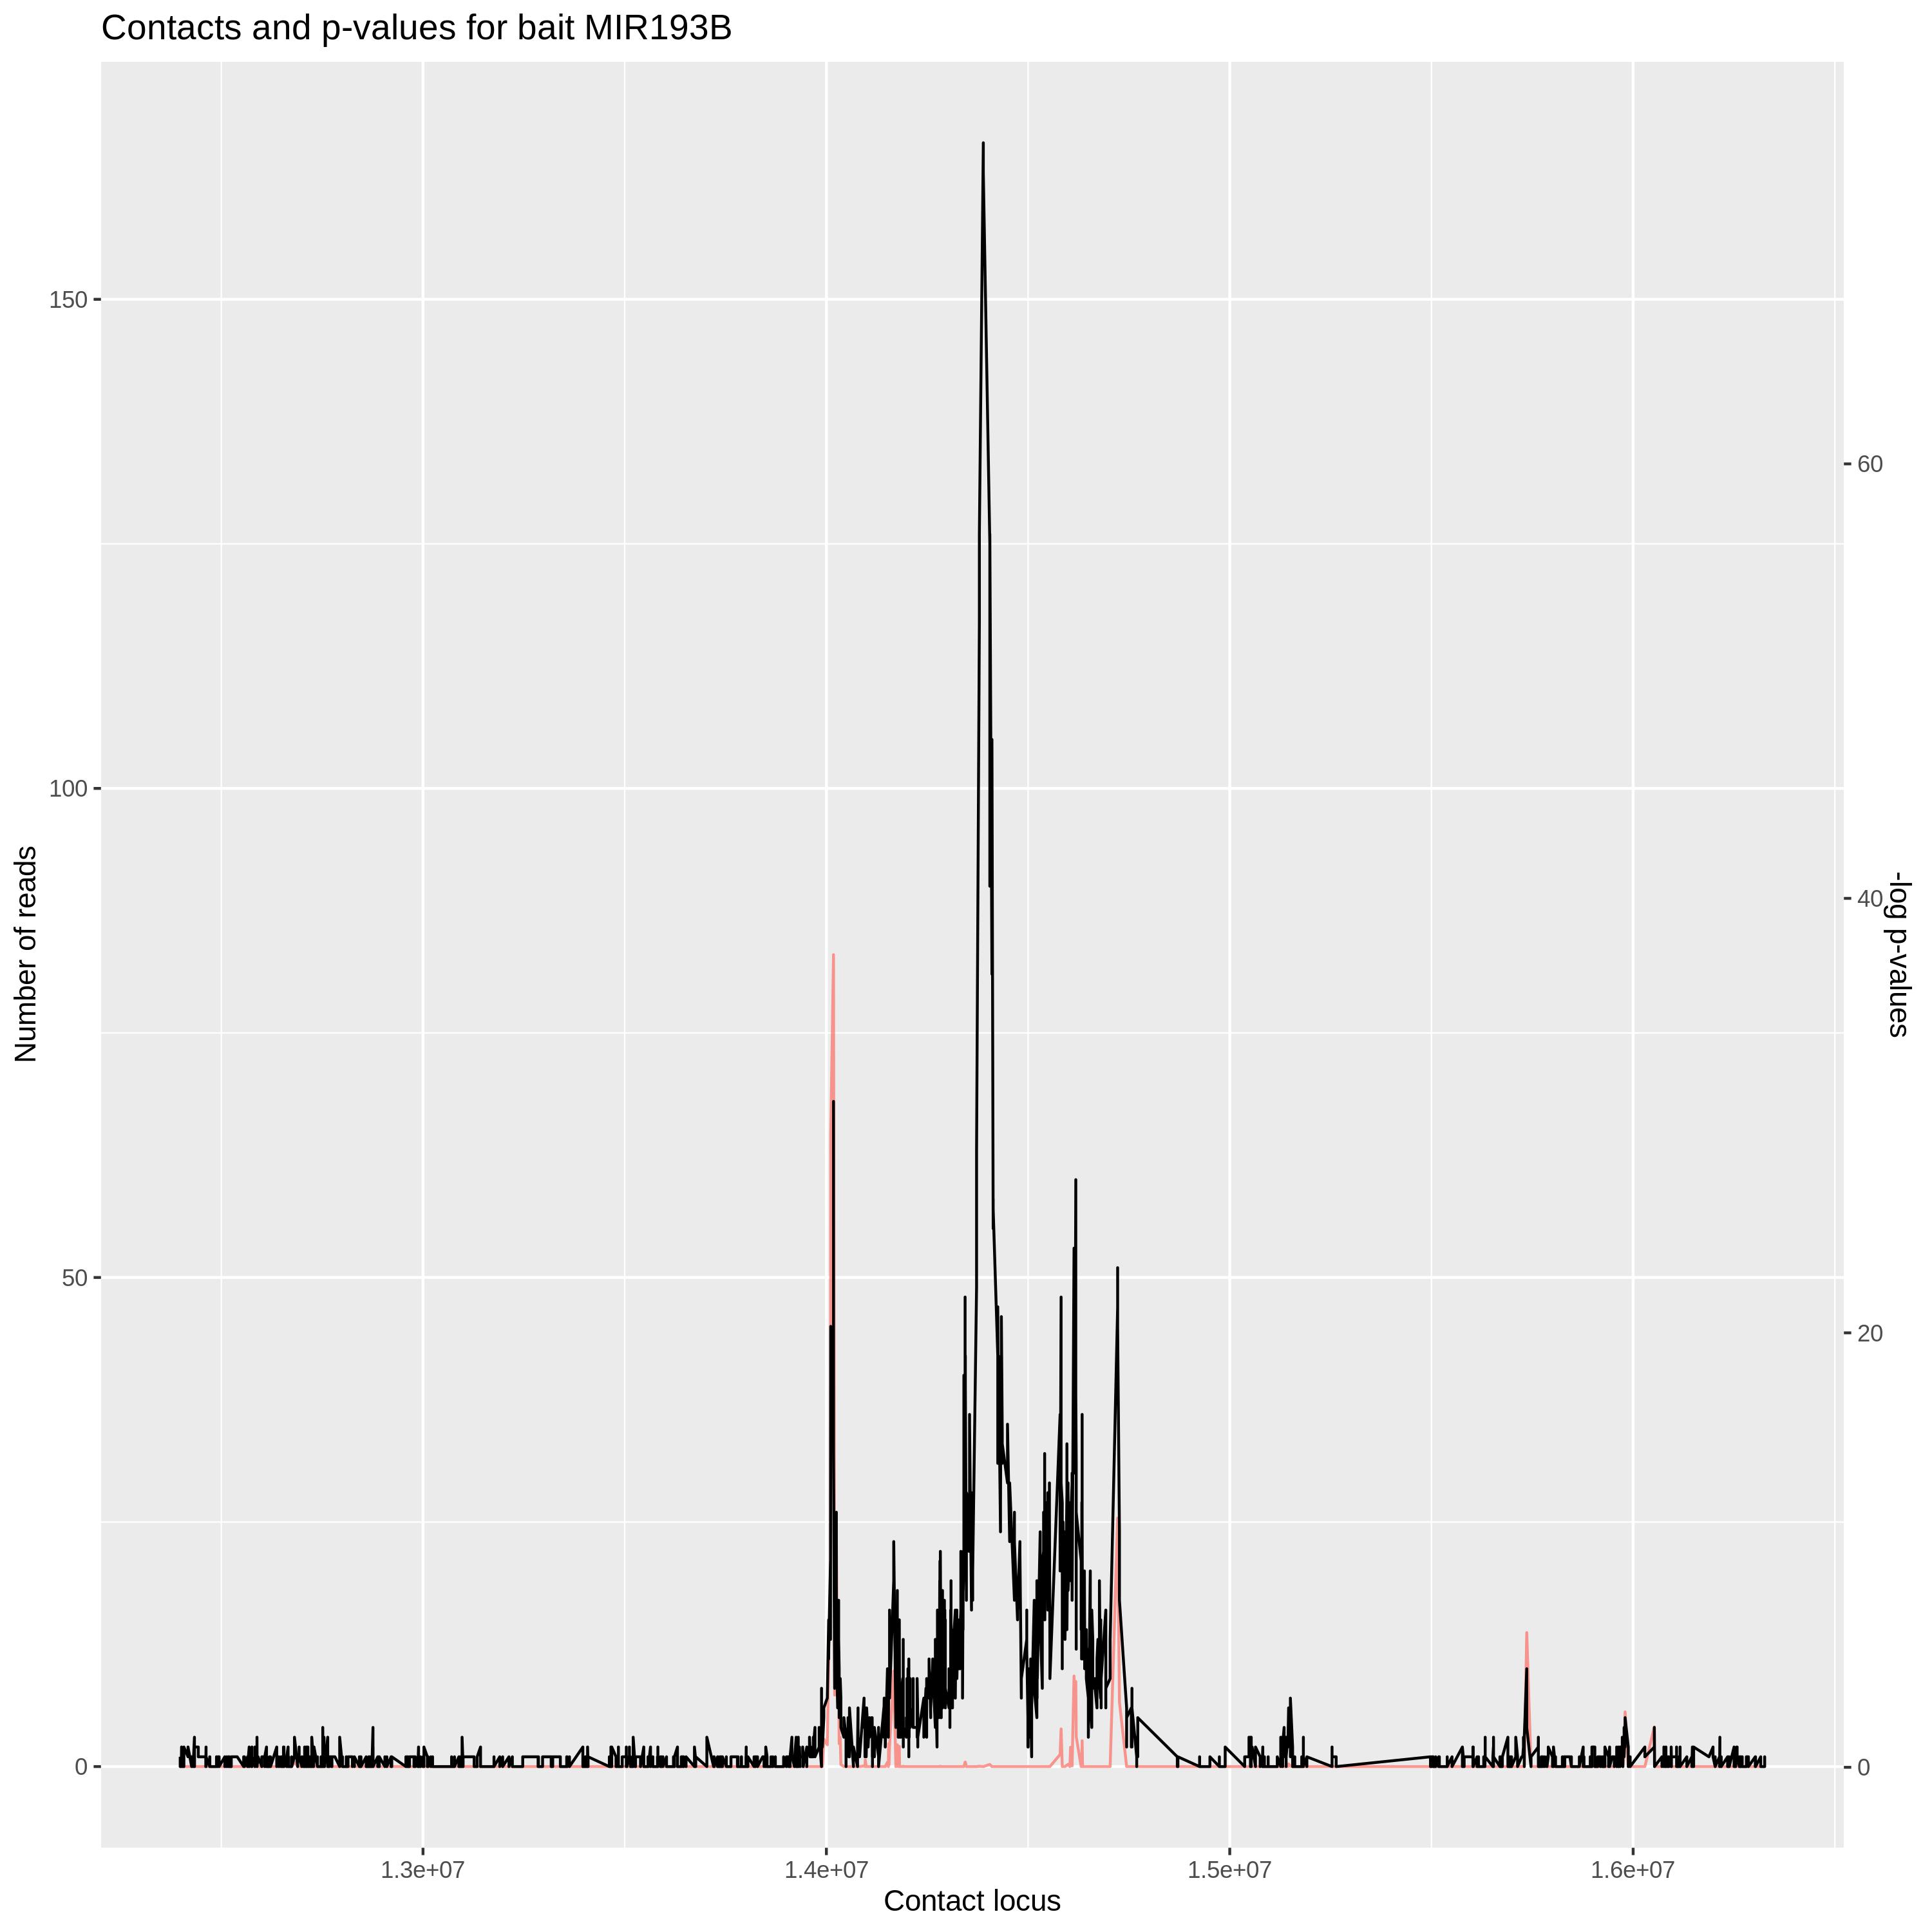 Contacts and p-values for bait MIR193B
150
100
50
0
Number of reads
60
40
20
0
-log p-values
1.3e+07
1.4e+07
1.5e+07
1.6e+07
Contact locus